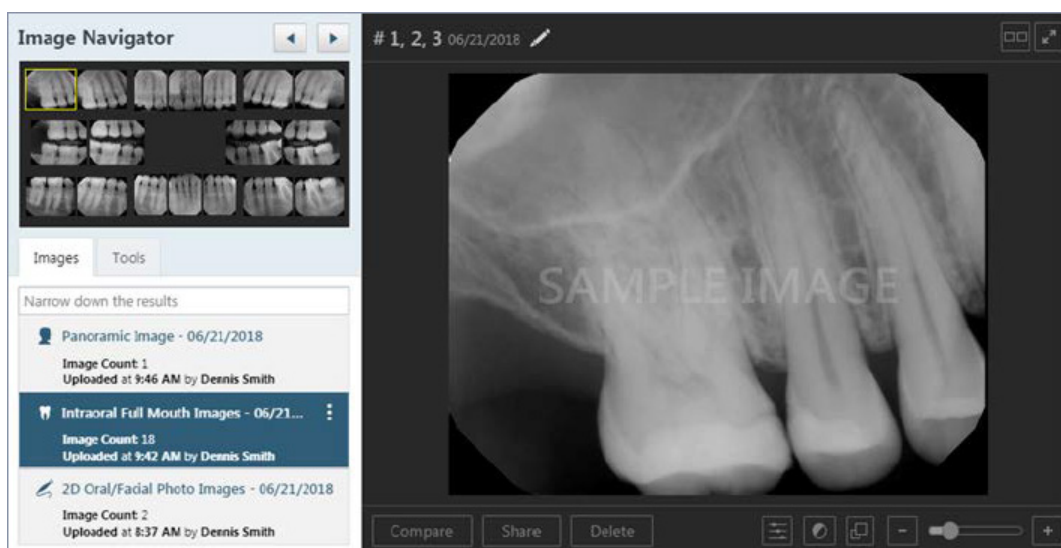 Image Navigator
# 1, 2, 3 06/21/2018
Images
Tools
Narrow down the results
Panoramic Image - 06/21/2018
Image Count: 1
Uploaded at 9:46 AM by Dennis Smith
Intraoral Full Mouth Images - 06/21...
Image Count: 18
Uploaded at 9:42 AM by Dennis Smith
2D Oral/Facial Photo Images - 06/21/2018
Image Count: 2
Uploaded at 8:37 AM by Dennis Smith
SAMPLE IMAGE
Compare
Share
Delete